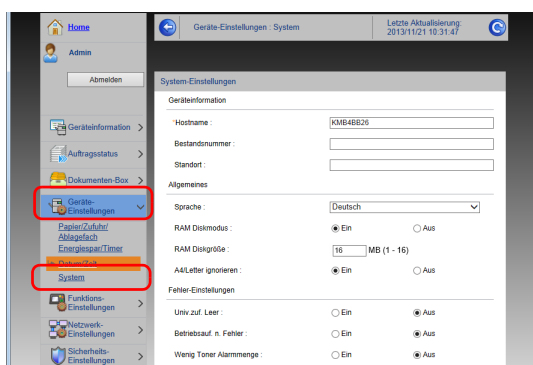 Home
Geräte-Einstellungen : System
Letzte Aktualisierung:
2013/11/21 10:31:47
Admin
Abmelden
System-Einstellungen
Geräteinformation
*Hostname :
KMB4BB26
Geräteinformation
Bestandsnummer :
Standort :
Auftragsstatus
Allgemeines
Dokumenten-Box
Geräte-
Einstellungen
Sprache :
Deutsch
Papier/Zufuhr/
Ablagefach
RAM Diskmodus :
Ein
Aus
Energiespar/Timer
RAM Diskgröße :
16
MB (1 - 16)
Datum/Zeit
A4/Letter ignorieren :
Ein
Aus
System
Fehler-Einstellungen
Funktions-
Einstellungen
Univ.zuf. Leer :
Ein
Aus
Netzwerk-
Einstellungen
Betriebsauf. n. Fehler :
Ein
Aus
Sicherheits-
Einstellungen
Wenig Toner Alarmmenge :
Ein
Aus